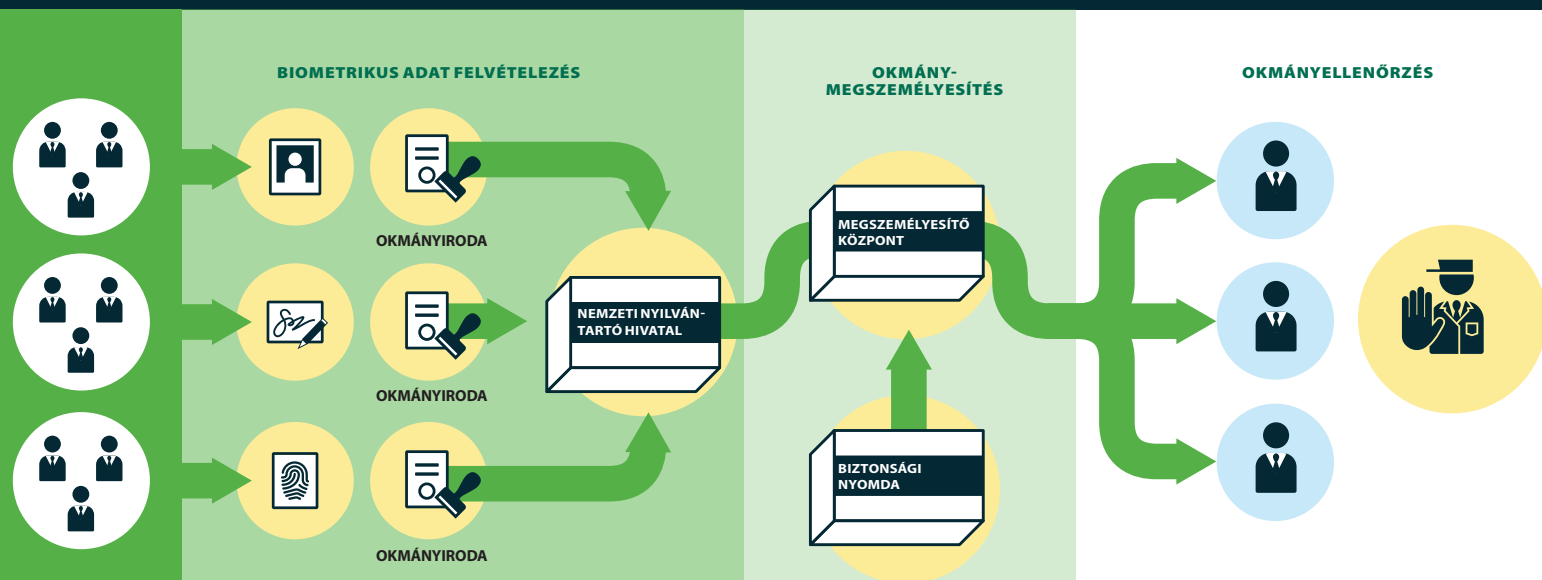 BIOMETRIKUS ADAT FELVÉTELEZÉS
OKMÁNY-
MEGSZEMÉLYESÍTÉS
OKMÁNYELLENŐRZÉS
OKMÁNYIRODA
OKMÁNYIRODA
OKMÁNYIRODA
NEMZETI NYILVÁN-
TARTÓ HIVATAL
MEGSZEMÉLYESÍTŐ
KÖZPONT
BIZTONSÁGI
NYOMDA